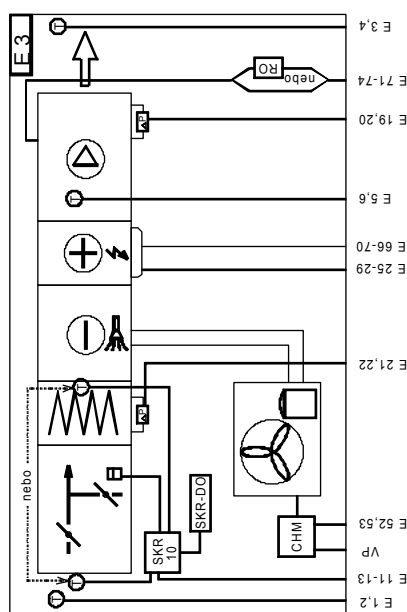 E 3
T
E 3,4
RO
nebo
E 71-74
P
E 19,20
T
E 5,6
E 66-70
E 25-29
P
E 21,22
T
nebo
SKR-DO
SKR
10
CHM
E 52,53
VP
E 11-13
T
T
E 1,2